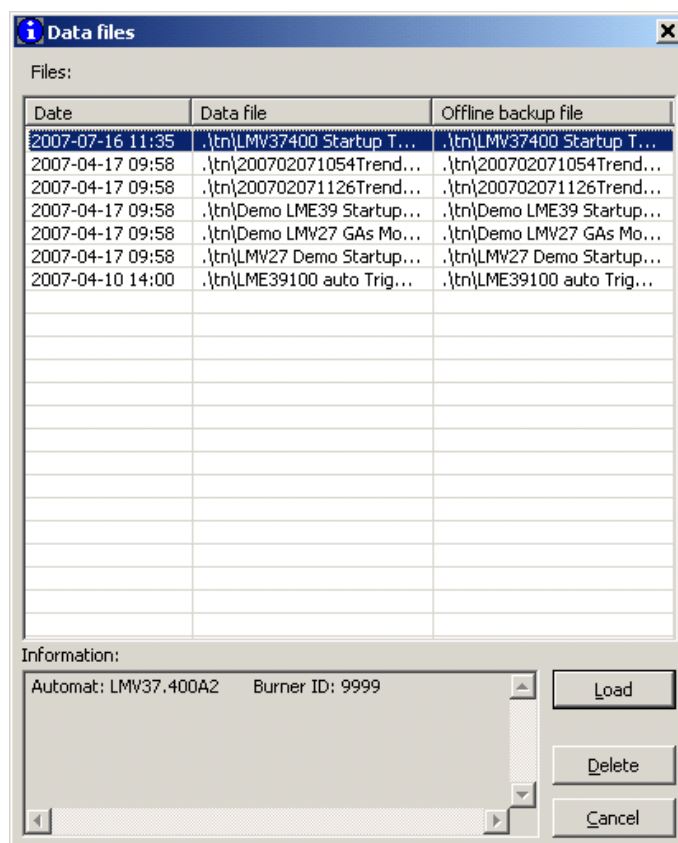 Data files
Files:
Date Data file Offline backup file
2007-07-16 11:35 .\tn\LMV37400 Startup T... .\tn\LMV37400 Startup T...
2007-04-17 09:58 .\tn\200702071054Trend... .\tn\200702071054Trend...
2007-04-17 09:58 .\tn\200702071126Trend... .\tn\200702071126Trend...
2007-04-17 09:58 .\tn\Demo LME39 Startup... .\tn\Demo LME39 Startup...
2007-04-17 09:58 .\tn\Demo LMV27 GAs Mo... .\tn\Demo LMV27 GAs Mo...
2007-04-17 09:58 .\tn\LMV27 Demo Startup... .\tn\LMV27 Demo Startup...
2007-04-10 14:00 .\tn\LME39100 auto Trig... .\tn\LME39100 auto Trig...
Information:
Automat: LMV37.400A2 Burner ID: 9999
Load
Delete
Cancel